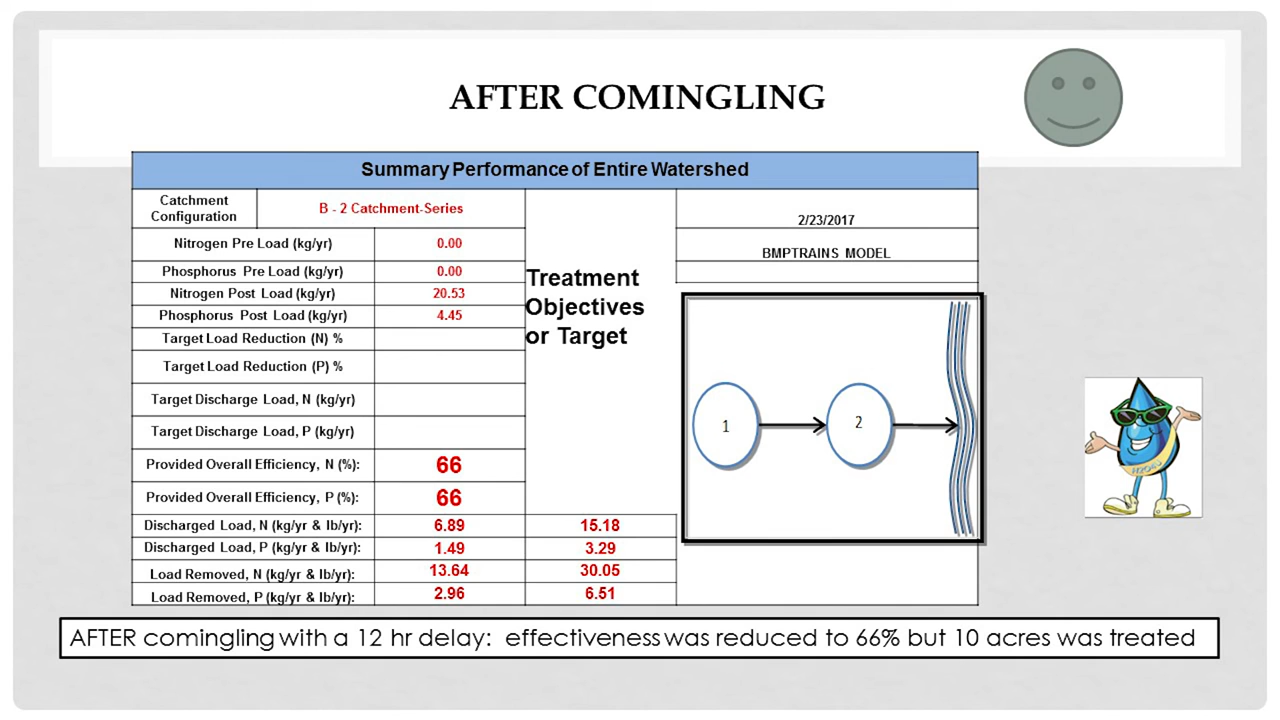 AFTER COMINGLING
Summary Performance of Entire Watershed
Catchment
Configuration
B - 2 Catchment-Series
2/23/2017
Nitrogen Pre Load (kg/yr)
0.00
BMPTRAINS MODEL
Phosphorus Pre Load (kg/yr)
0.00
Nitrogen Post Load (kg/yr)
20.53
Phosphorus Post Load (kg/yr)
4.45
Treatment
Objectives
or Target
Target Load Reduction (N) %
Target Load Reduction (P) %
Target Discharge Load, N (kg/yr)
Target Discharge Load, P (kg/yr)
Provided Overall Efficiency, N (%):
66
Provided Overall Efficiency, P (%):
66
Discharged Load, N (kg/yr & lb/yr):
6.89
15.18
Discharged Load, P (kg/yr & lb/yr):
1.49
3.29
Load Removed, N (kg/yr & lb/yr):
13.64
30.05
Load Removed, P (kg/yr & lb/yr):
2.96
6.51
1
2
AFTER comingling with a 12 hr delay: effectiveness was reduced to 66% but 10 acres was treated